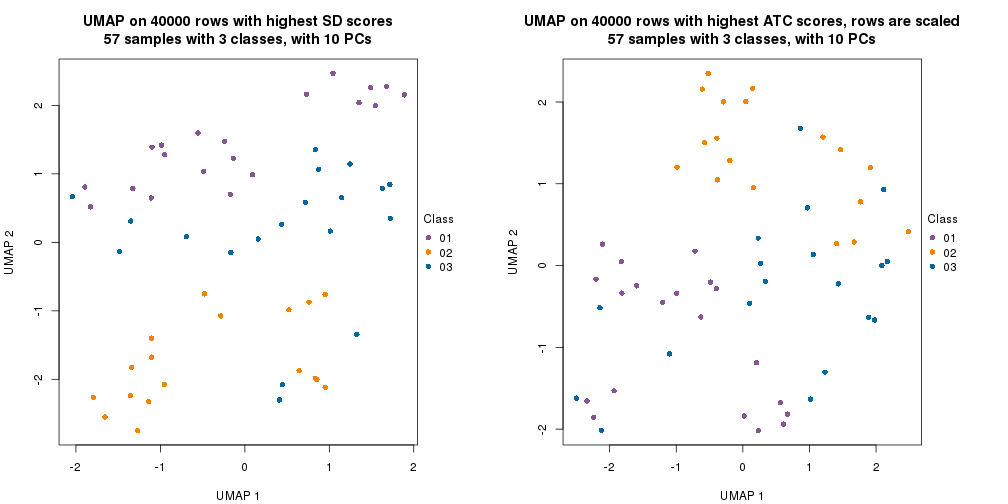 UMAP on 40000 rows with highest SD scores
57 samples with 3 classes, with 10 PCs
UMAP 2
2
1
0
-1
-2
-2
-1
0
1
2
UMAP 1
Class
01
02
03
UMAP on 40000 rows with highest ATC scores, rows are scaled
57 samples with 3 classes, with 10 PCs
UMAP 2
2
1
0
-1
-2
-2
-1
0
1
2
UMAP 1
Class
01
02
03